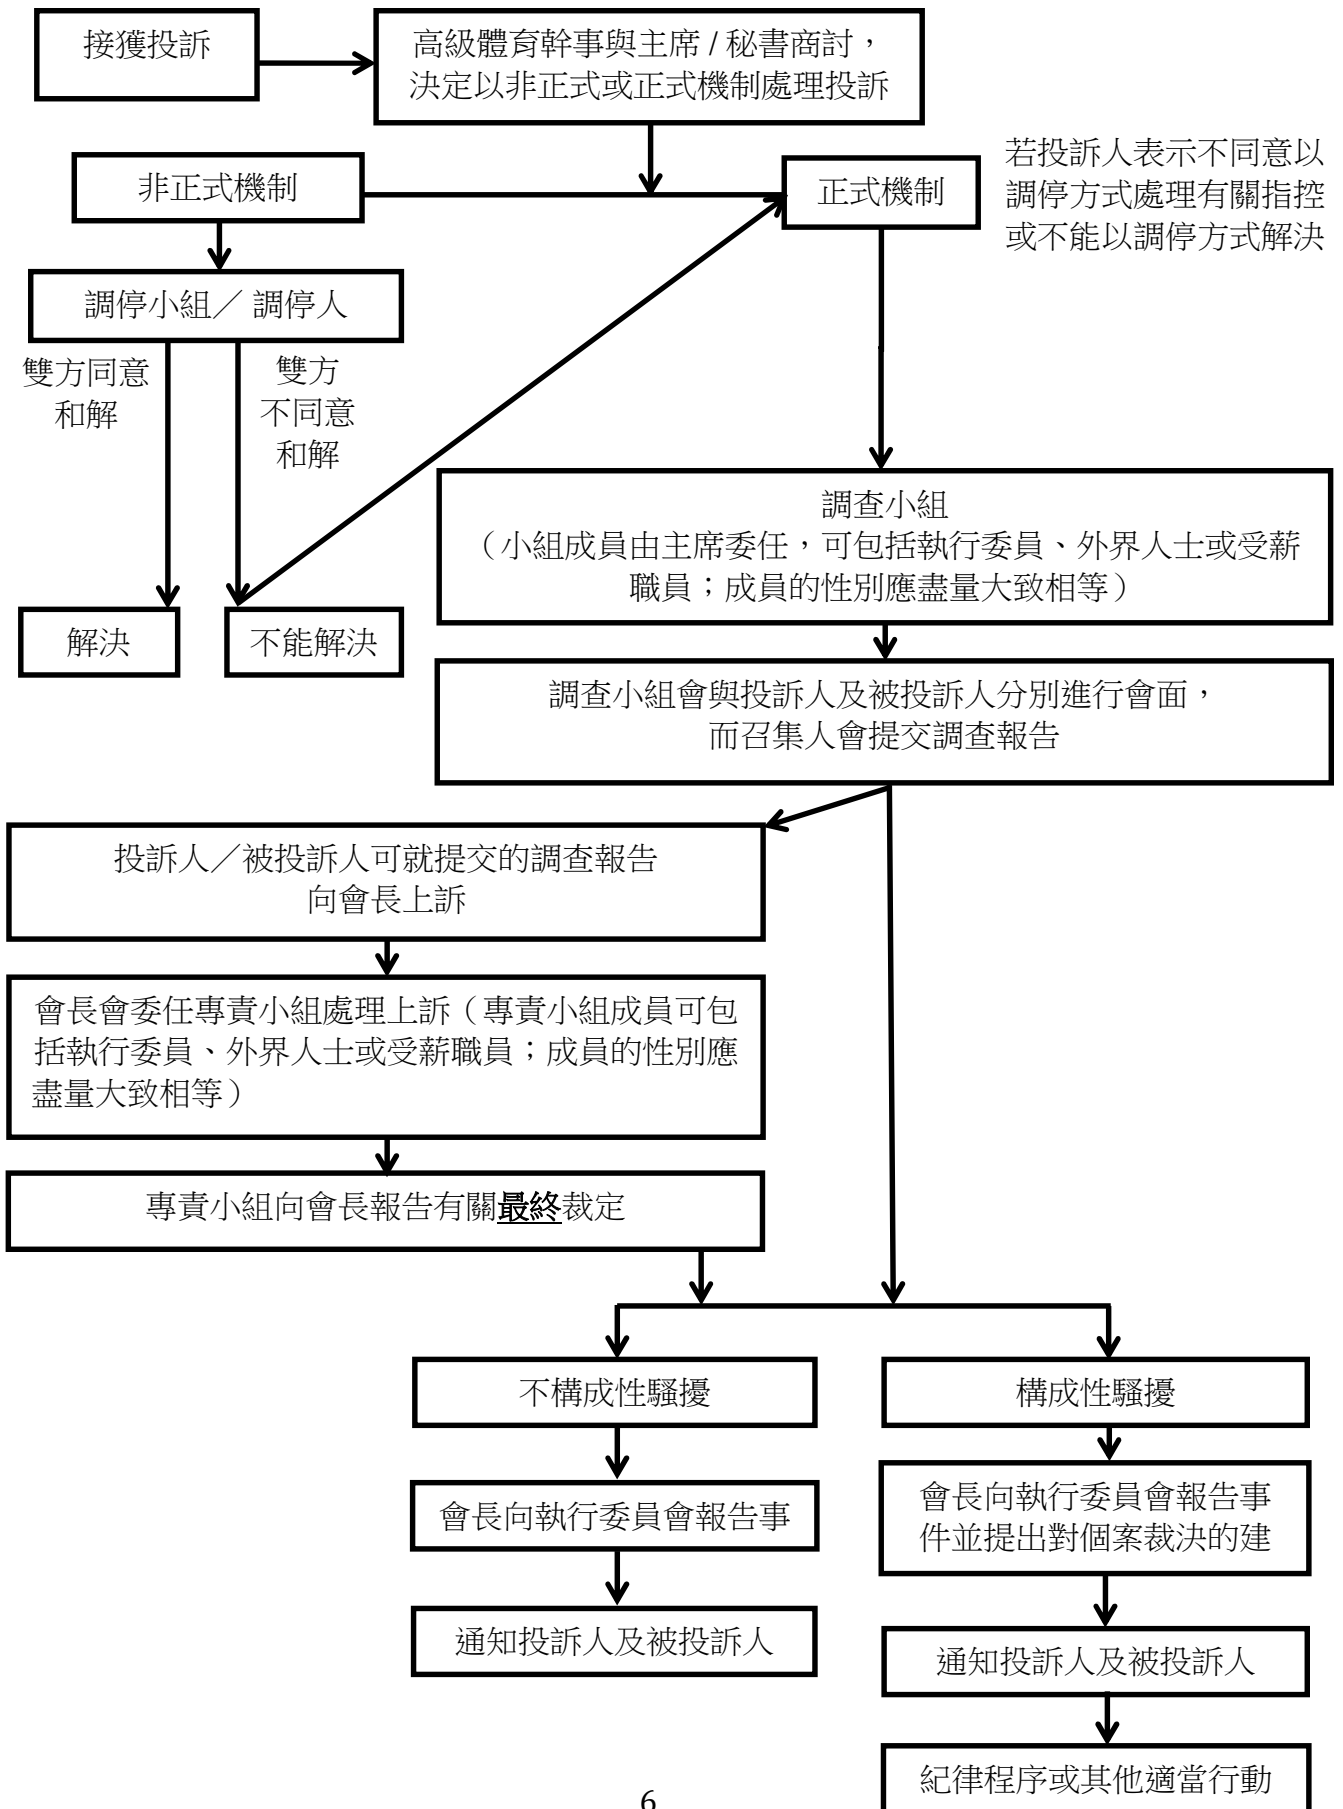 接獲投訴
高級體育幹事與主席 / 秘書商討，
決定以非正式或正式機制處理投訴
非正式機制
正式機制
若投訴人表示不同意以
調停方式處理有關指控
或不能以調停方式解決
調停小組／ 調停人
雙方同意
和解
雙方
不同意
和解
解決
不能解決
調查小組
（小組成員由主席委任，可包括執行委員、外界人士或受薪
職員；成員的性別應盡量大致相等）
調查小組會與投訴人及被投訴人分別進行會面，
而召集人會提交調查報告
投訴人／被投訴人可就提交的調查報告
向會長上訴
會長會委任專責小組處理上訴（專責小組成員可包
括執行委員、外界人士或受薪職員；成員的性別應
盡量大致相等）
專責小組向會長報告有關最終裁定
不構成性騷擾
構成性騷擾
會長向執行委員會報告事
會長向執行委員會報告事
件並提出對個案裁決的建
通知投訴人及被投訴人
通知投訴人及被投訴人
紀律程序或其他適當行動
6